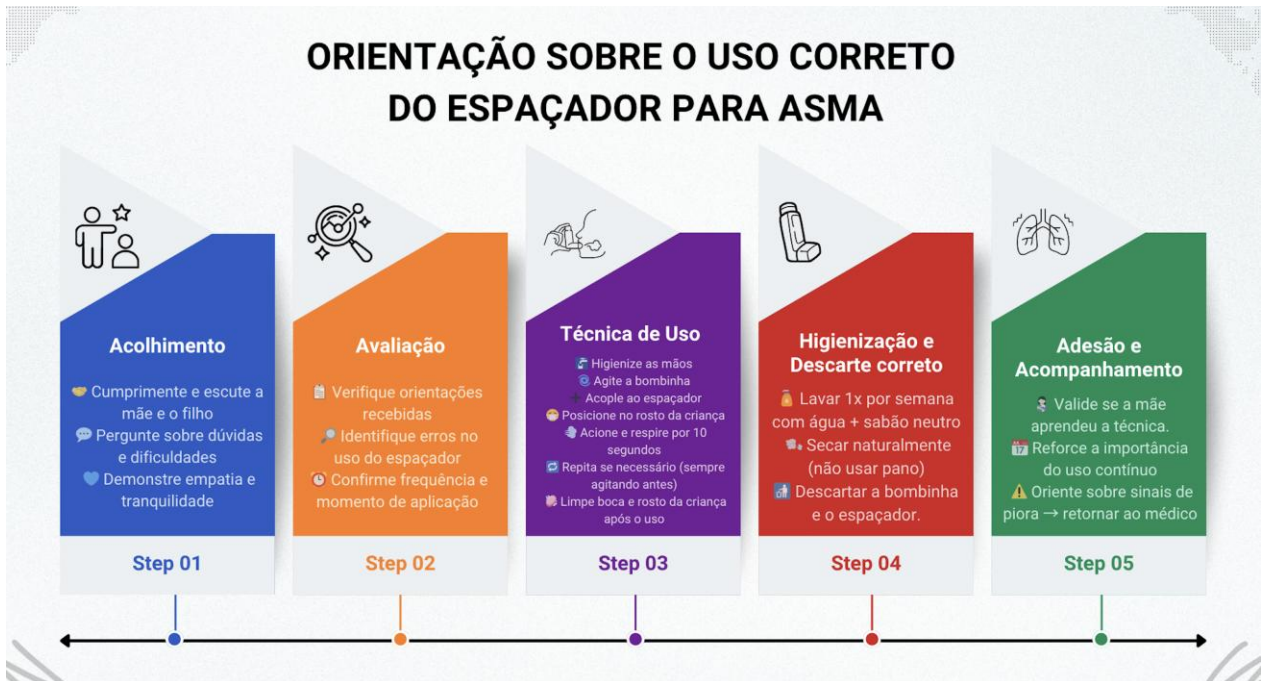 ORIENTAÇÃO SOBRE O USO CORRETO
DO ESPAÇADOR PARA ASMA
Acolhimento
🤝 Cumprimente e escute a
mãe e o filho
💬 Pergunte sobre dúvidas
e dificuldades
💙 Demonstre empatia e
tranquilidade
Step 01
Avaliação
📋 Verifique orientações
recebidas
🔎 Identifique erros no
uso do espaçador
⏰ Confirme frequência e
momento de aplicação
Step 02
Técnica de Uso
🚰 Higienize as mãos
🌀 Agite a bombinha
➕ Acople ao espaçador
😷 Posicione no rosto da criança
💨 Acione e respire por 10
segundos
🔁 Repita se necessário (sempre
agitando antes)
🧼 Limpe boca e rosto da criança
após o uso
Step 03
Higienização e
Descarte correto
🧴 Lavar 1x por semana
com água + sabão neutro
Secar naturalmente
(não usar pano)
🚮 Descartar a bombinha
e o espaçador.
Step 04
Adesão e
Acompanhamento
Valide se a mãe
aprendeu a técnica.
📅 Reforce a importância
do uso contínuo
⚠️ Oriente sobre sinais de
piora → retornar ao médico
Step 05